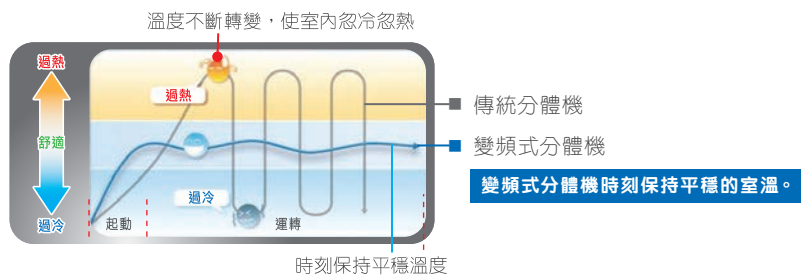 溫度不斷轉變，使室內忽冷忽熱
過熱
過熱
傳統分體機
舒適
變頻式分體機
變頻式分體機時刻保持平穩的室溫。
過冷
過冷
起動
運轉
時刻保持平穩溫度